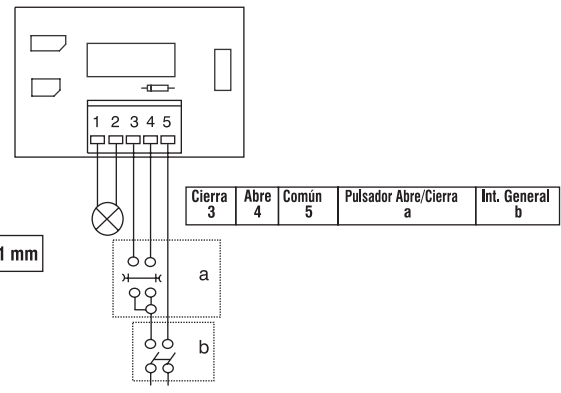 1 2 3 4 5
Cierra Abre Común Pulsador Abre/Cierra Int. General
3 4 5 a b
1 mm
a
b